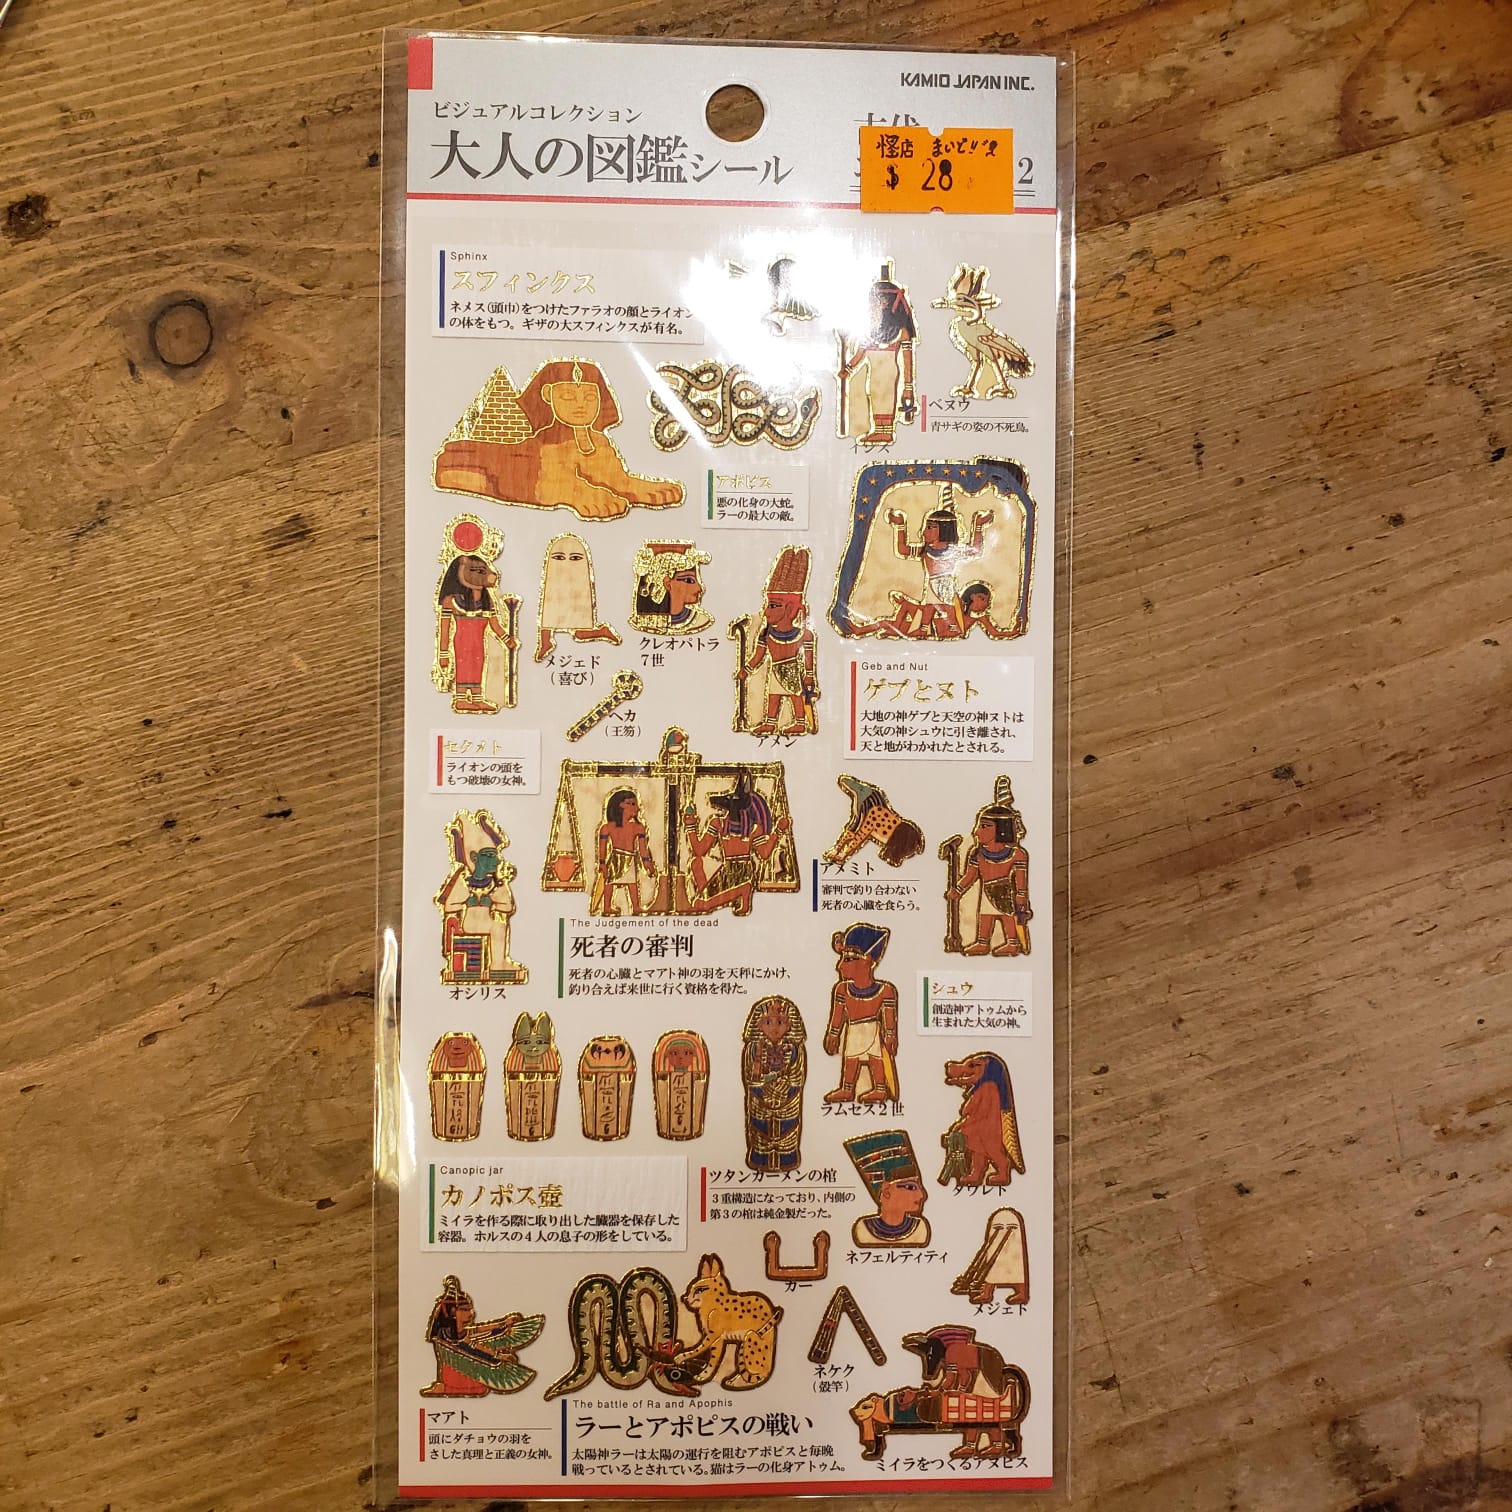 KAMIO JAPAN INC.
ビジュアルコレクション
大人の図鑑シール
古代
2
怪店
$ 28
Sphinx
スフィンクス
ネメス(頭巾)をつけたファラオの顔とライオン
の体をもつ。ギザの大スフィンクスが有名。
ベヌウ
青サギの姿の不死鳥。
イシス
アポピス
悪の化身の大蛇。
ラーの最大の敵。
メジェド
(喜び)
クレオパトラ
7世
ヘカ
(王笏)
アメン
Geb and Nut
ゲブとヌト
大地の神ゲブと天空の神ヌトは
大気の神シュウに引き離され、
天と地がわかれたとされる。
セクメト
ライオンの頭を
もつ破壊の女神。
アメミト
審判で釣り合わない
死者の心臓を食らう。
The Judgement of the dead
死者の審判
死者の心臓とマアト神の羽を天秤にかけ、
釣り合えば来世に行く資格を得た。
オシリス
シュウ
創造神アトゥムから
生まれた大気の神。
ラムセス2世
Canopic jar
カノポス壺
ミイラを作る際に取り出した臓器を保存した
容器。ホルスの4人の息子の形をしている。
ツタンカーメンの棺
3重構造になっており、内側の
第3の棺は純金製だった。
タウレト
ネフェルティティ
カー
メジェド
ネケク
(殻竿)
マアト
頭にダチョウの羽を
さした真理と正義の女神。
The battle of Ra and Apophis
ラーとアポピスの戦い
太陽神ラーは太陽の運行を阻むアポピスと毎晩
戦っているとされている。猫はラーの化身アトゥム。
ミイラをつくるアヌビス